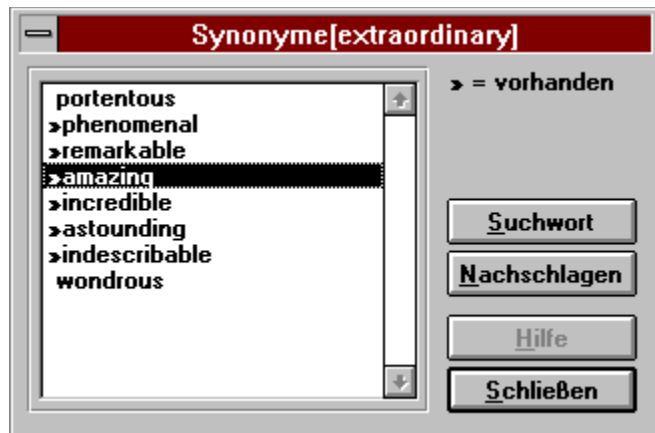 Synonyme[extraordinary]
portentous
»phenomenal
»remarkable
»amazing
»incredible
»astounding
»indescribable
wondrous
» = vorhanden
Suchwort
Nachschlagen
Hilfe
Schließen